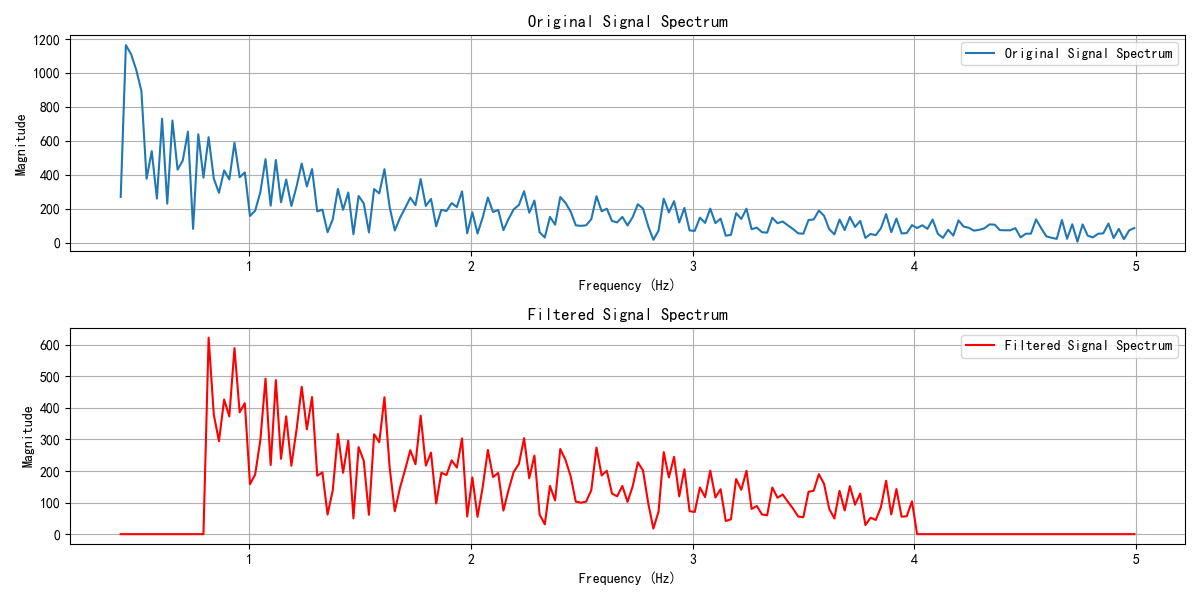 Original Signal Spectrum
1200
1000
800
600
400
200
0
Magnitude
Original Signal Spectrum
1 2 3 4 5
Frequency (Hz)
Filtered Signal Spectrum
600
500
400
300
200
100
0
Magnitude
Filtered Signal Spectrum
1 2 3 4 5
Frequency (Hz)